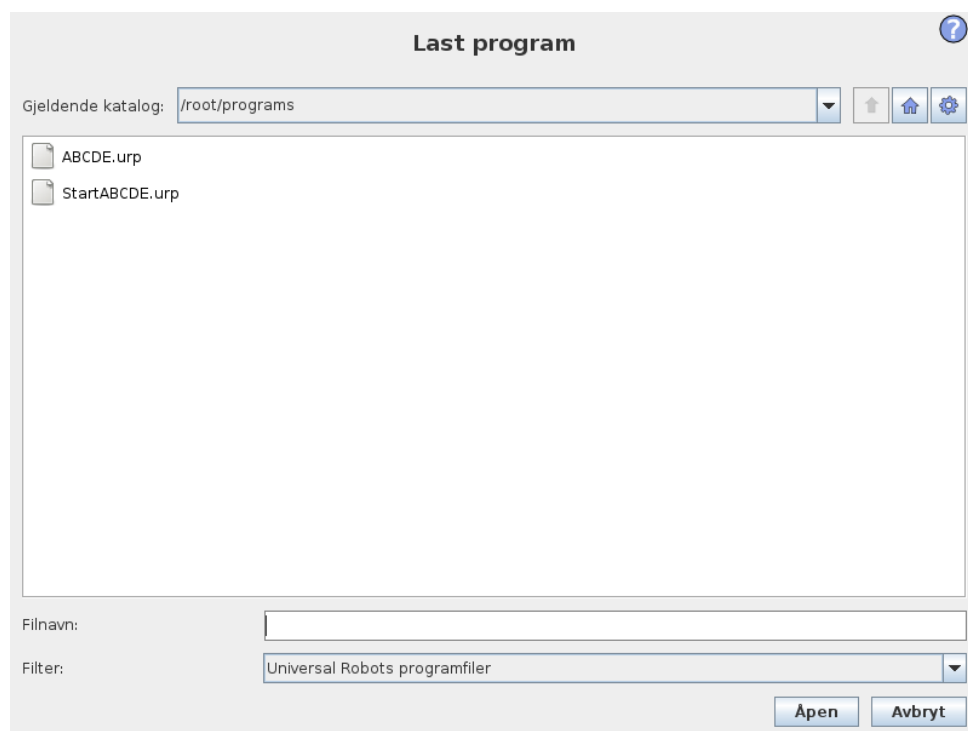 Last program
?
Gjeldende katalog: /root/programs
ABCDE.urp
StartABCDE.urp
Filnavn:
Filter: Universal Robots programfiler
Åpen Avbryt